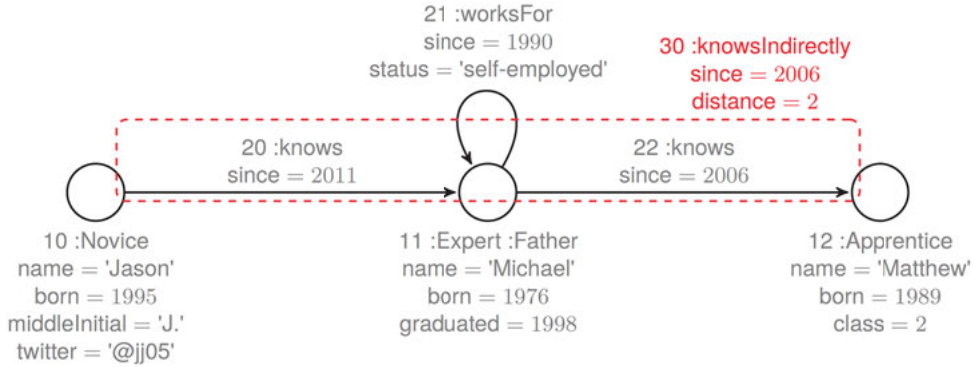 21 :worksFor
since = 1990
status = 'self-employed'
30 :knowsIndirectly
since = 2006
distance = 2
20 :knows
since = 2011
22 :knows
since = 2006
10 :Novice
name = 'Jason'
born = 1995
middleInitial = 'J.'
twitter = '@jj05'
11 :Expert :Father
name = 'Michael'
born = 1976
graduated = 1998
12 :Apprentice
name = 'Matthew'
born = 1989
class = 2